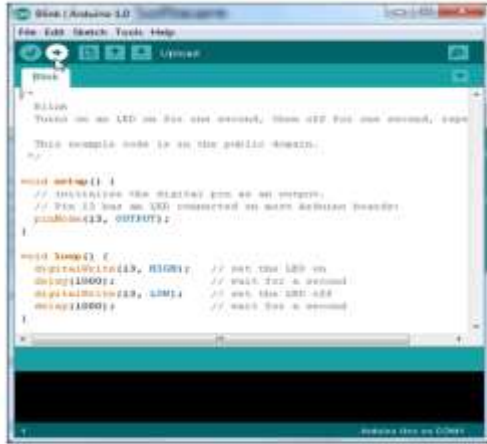 Blink | Arduino 1.0
File Edit Sketch Tools Help
Upload
Blink
/*
Blink
Turns on an LED on for one second, then off for one second, repe
This example code is in the public domain.
*/
void setup() {
// initialize the digital pin as an output.
// Pin 13 has an LED connected on most Arduino boards:
pinMode(13, OUTPUT);
}
void loop() {
digitalWrite(13, HIGH); // set the LED on
delay(1000); // wait for a second
digitalWrite(13, LOW); // set the LED off
delay(1000); // wait for a second
}
Arduino Uno on